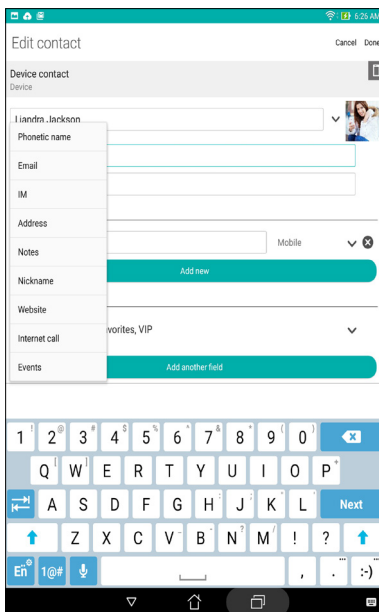 6:26 AM
Edit contact
Cancel Done
Device contact
Device
Liandra Jackson
Phonetic name
Email
IM
Address
Notes
Mobile
Nickname
Add new
Website
vorites, VIP
Internet call
Events
Add another field
1 ! 2 @ 3 # 4 $ 5 % 6 ^ 7 & 8 * 9 ( 0 )
Q W E R T Y U I O P
A S D F G H J K L Next
Z X C V B N M ! ?
En 1@# , . :-)